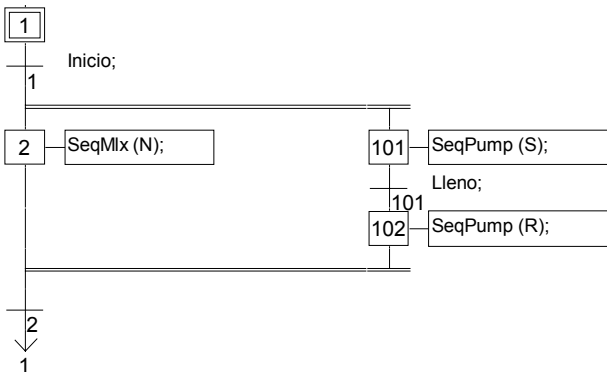 1
Inicio;
1
2 SeqMIx (N); 101 SeqPump (S);
Lleno;
101
102 SeqPump (R);
2
1